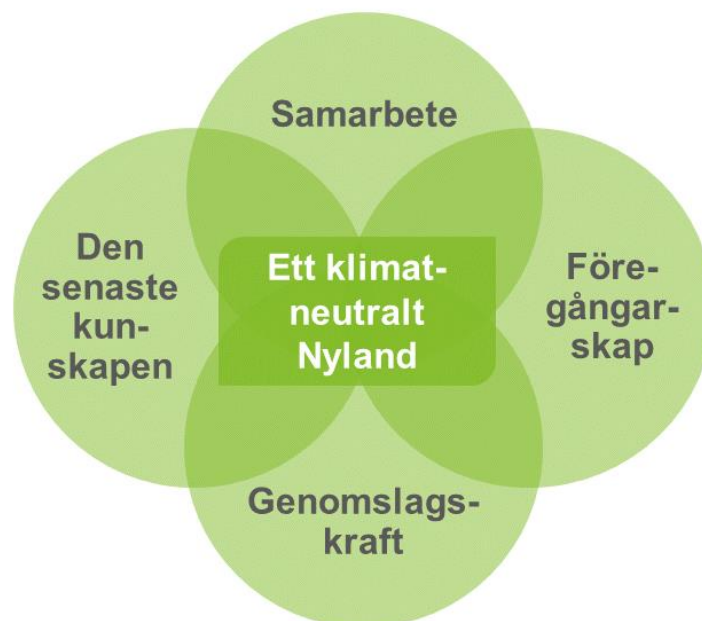 Samarbete
Den
senaste
kun-
skapen
Ett klimat-
neutralt
Nyland
Före-
gångar-
skap
Genomslags-
kraft